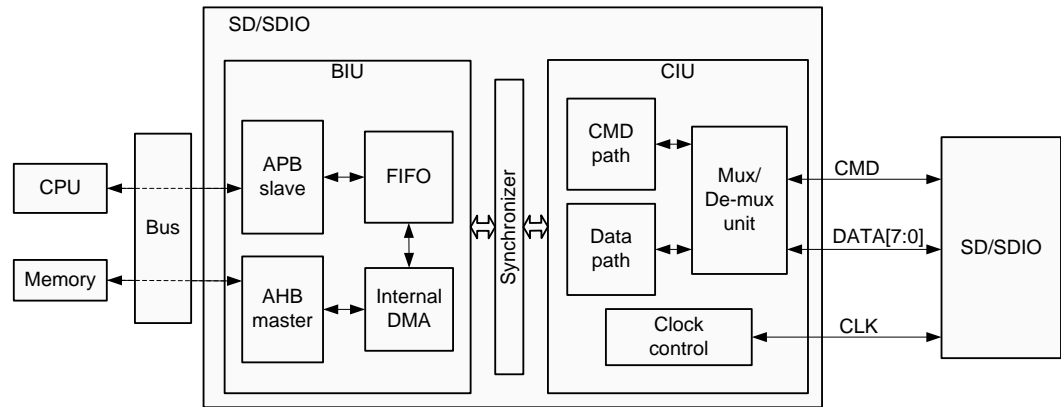 SD/SDIO
BIU
CIU
CPU
Memory
Bus
APB
slave
FIFO
AHB
master
Internal
DMA
Synchronizer
CMD
path
Data
path
Mux/
De-mux
unit
Clock
control
CMD
DATA[7:0]
CLK
SD/SDIO